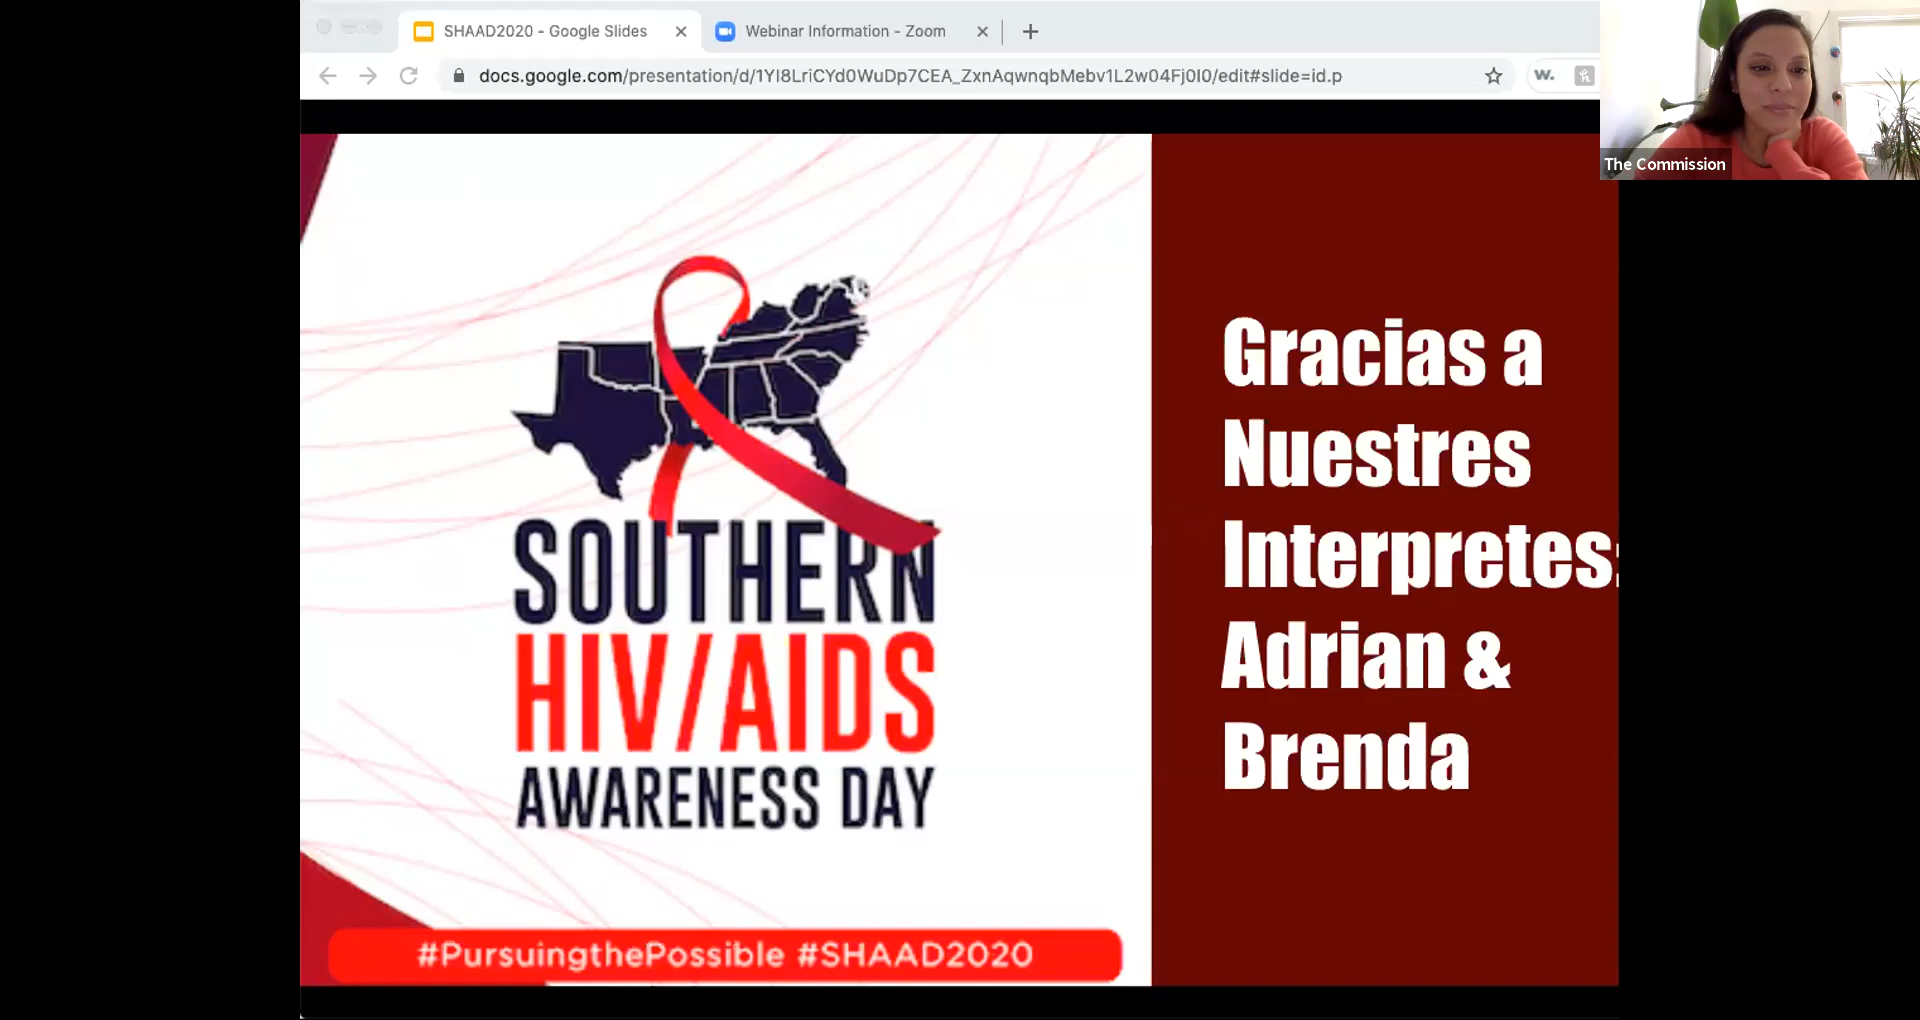 SHAAD2020 - Google Slides
Webinar Information - Zoom
docs.google.com/presentation/d/1YI8LriCYd0WuDp7CEA_ZxnAqwnqbMebv1L2w04Fj0I0/edit#slide=id.p
W.
The Commission
SOUTHERN
HIV/AIDS
AWARENESS DAY
#PursuingthePossible #SHAAD2020
Gracias a
Nuestres
Interpretes:
Adrian &
Brenda